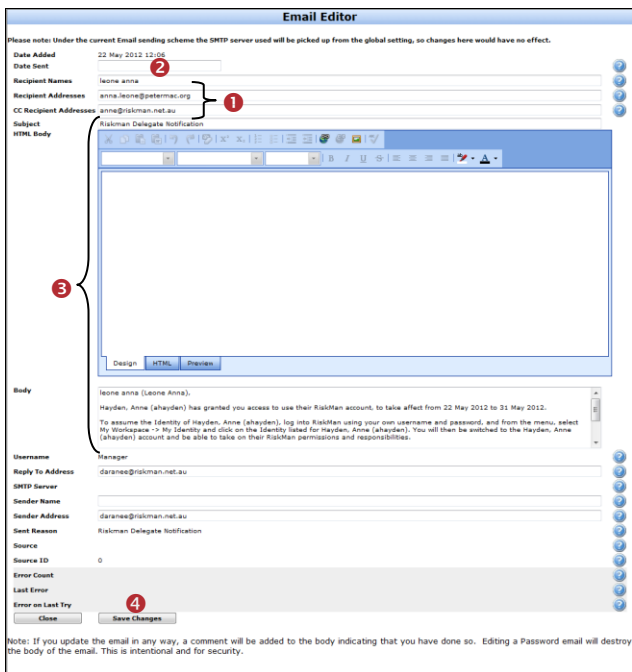 Email Editor
Please note: Under the current Email sending scheme the SMTP server used will be picked up from the global setting, so changes here would have no effect.
Date Added 22 May 2012 12:06
Date Sent 2
Recipient Names leone anna
Recipient Addresses anna.leone@petermac.org 1
CC Recipient Addresses anne@riskman.net.au
Subject Riskman Delegate Notification
HTML Body
B I U S
A
3
Design HTML Preview
Body leone anna (Leone Anna),
Hayden, Anne (ahayden) has granted you access to use their RiskMan account, to take affect from 22 May 2012 to 31 May 2012.
To assume the Identity of Hayden, Anne (ahayden), log into RiskMan using your own username and password, and from the menu, select
My Workspace -> My Identity and click on the Identity listed for Hayden, Anne (ahayden). You will then be switched to the Hayden, Anne
(ahayden) account and be able to take on their RiskMan permissions and responsibilities.
Username Manager
Reply To Address daranee@riskman.net.au
SMTP Server
Sender Name
Sender Address daranee@riskman.net.au
Sent Reason Riskman Delegate Notification
Source
Source ID 0
Error Count
Last Error
Error on Last Try 4
Close Save Changes
Note: If you update the email in any way, a comment will be added to the body indicating that you have done so. Editing a Password email will destroy
the body of the email. This is intentional and for security.